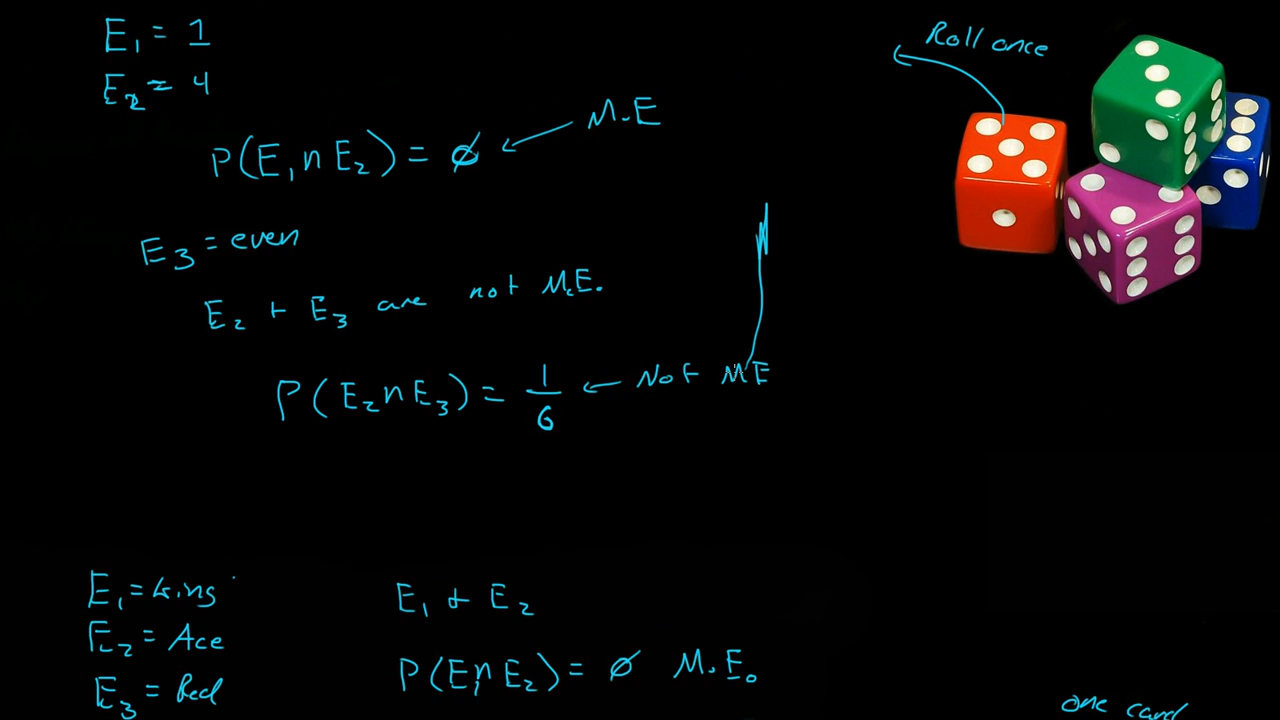 E₁ = 1
E₂ = 4
Roll once
P(E₁ ∩ E₂) = ∅ ← M.E
E₃ = even
E₂ + E₃ are not M.E.
P(E₂ ∩ E₃) = 1/6 ← Not ME
E₁ = King
E₂ = Ace
E₃ = Red
E₁ + E₂
P(E₁ ∩ E₂) = ∅ M.E.
one card